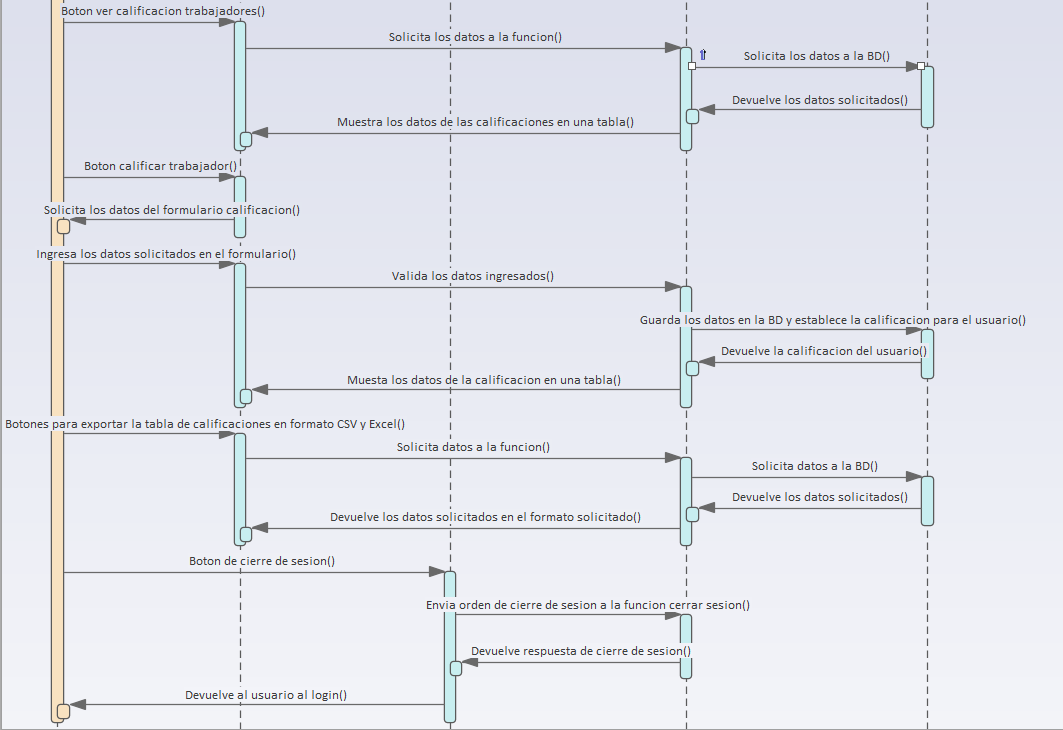 Boton ver calificacion trabajadores()
Solicita los datos a la funcion()
Solicita los datos a la BD()
Devuelve los datos solicitados()
Muestra los datos de las calificaciones en una tabla()
Boton calificar trabajador()
Solicita los datos del formulario calificacion()
Ingresa los datos solicitados en el formulario()
Valida los datos ingresados()
Guarda los datos en la BD y establece la calificacion para el usuario()
Devuelve la calificacion del usuario()
Muesta los datos de la calificacion en una tabla()
Botones para exportar la tabla de calificaciones en formato CSV y Excel()
Solicita datos a la funcion()
Solicita datos a la BD()
Devuelve los datos solicitados()
Devuelve los datos solicitados en el formato solicitado()
Boton de cierre de sesion()
Envia orden de cierre de sesion a la funcion cerrar sesion()
Devuelve respuesta de cierre de sesion()
Devuelve al usuario al login()